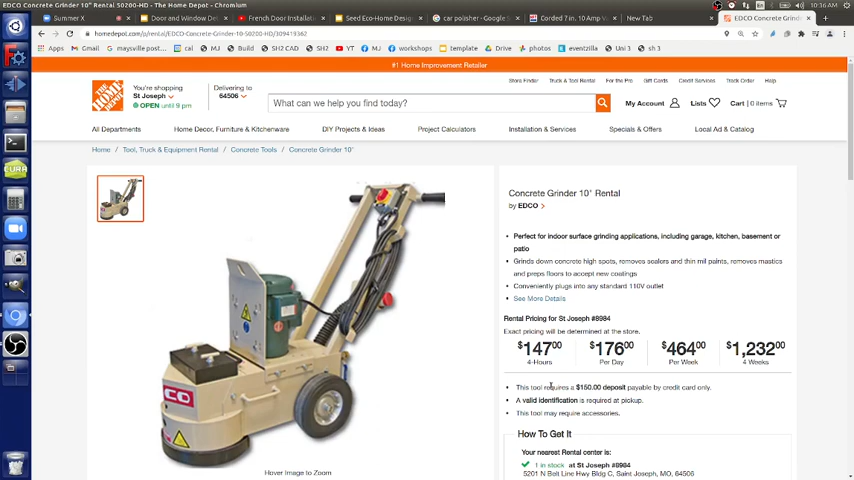 EDCO Concrete Grinder 10" Rental 50200-HD - The Home Depot - Chromium
10:36 AM
Summer X
Door and Window Del
French Door Installati
Seed Eco-Home Design
car polisher - Google
Corded 7 in. 10 Amp
New Tab
EDCO Concrete Grinder
homedepot.com/p/rental/EDCO-Concrete-Grinder-10-Rental-50200-HD/309419362
Apps
Gmail
maysville post...
cal
MJ
Build
SH2 CAD
SH2
YT
MJ
workshops
template
Drive
photos
eventzilla
Uni 3
sh 3
#1 Home Improvement Retailer
Store Finder
Truck & Tool Rental
For the Pro
Gift Cards
Credit Services
Track Order
Help
THE HOME DEPOT
You're shopping
St Joseph
OPEN until 9 pm
Delivering to
64506
What can we help you find today?
My Account
Lists
Cart | 0 items
All Departments
Home Decor, Furniture & Kitchenware
DIY Projects & Ideas
Project Calculators
Installation & Services
Specials & Offers
Local Ad & Catalog
Home / Tool, Truck & Equipment Rental / Concrete Tools / Concrete Grinder 10"
CO
Hover Image to Zoom
Concrete Grinder 10" Rental
by EDCO
Perfect for indoor surface grinding applications, including garage, kitchen, basement or
patio
Grinds down concrete high spots, removes sealers and thin mil paints, removes mastics
and preps floors to accept new coatings
Conveniently plugs into any standard 110V outlet
See More Details
Rental Pricing for St Joseph #8984
Exact pricing will be determined at the store.
$147.00 $176.00 $464.00 $1,232.00
4-Hours Per Day Per Week 4 Weeks
This tool requires a $150.00 deposit payable by credit card only.
A valid identification is required at pickup.
This tool may require accessories.
How To Get It
Your nearest Rental center is:
1 in stock at St Joseph #8984
5201 N Belt Line Hwy Bldg C, Saint Joseph, MO, 64506
CURA